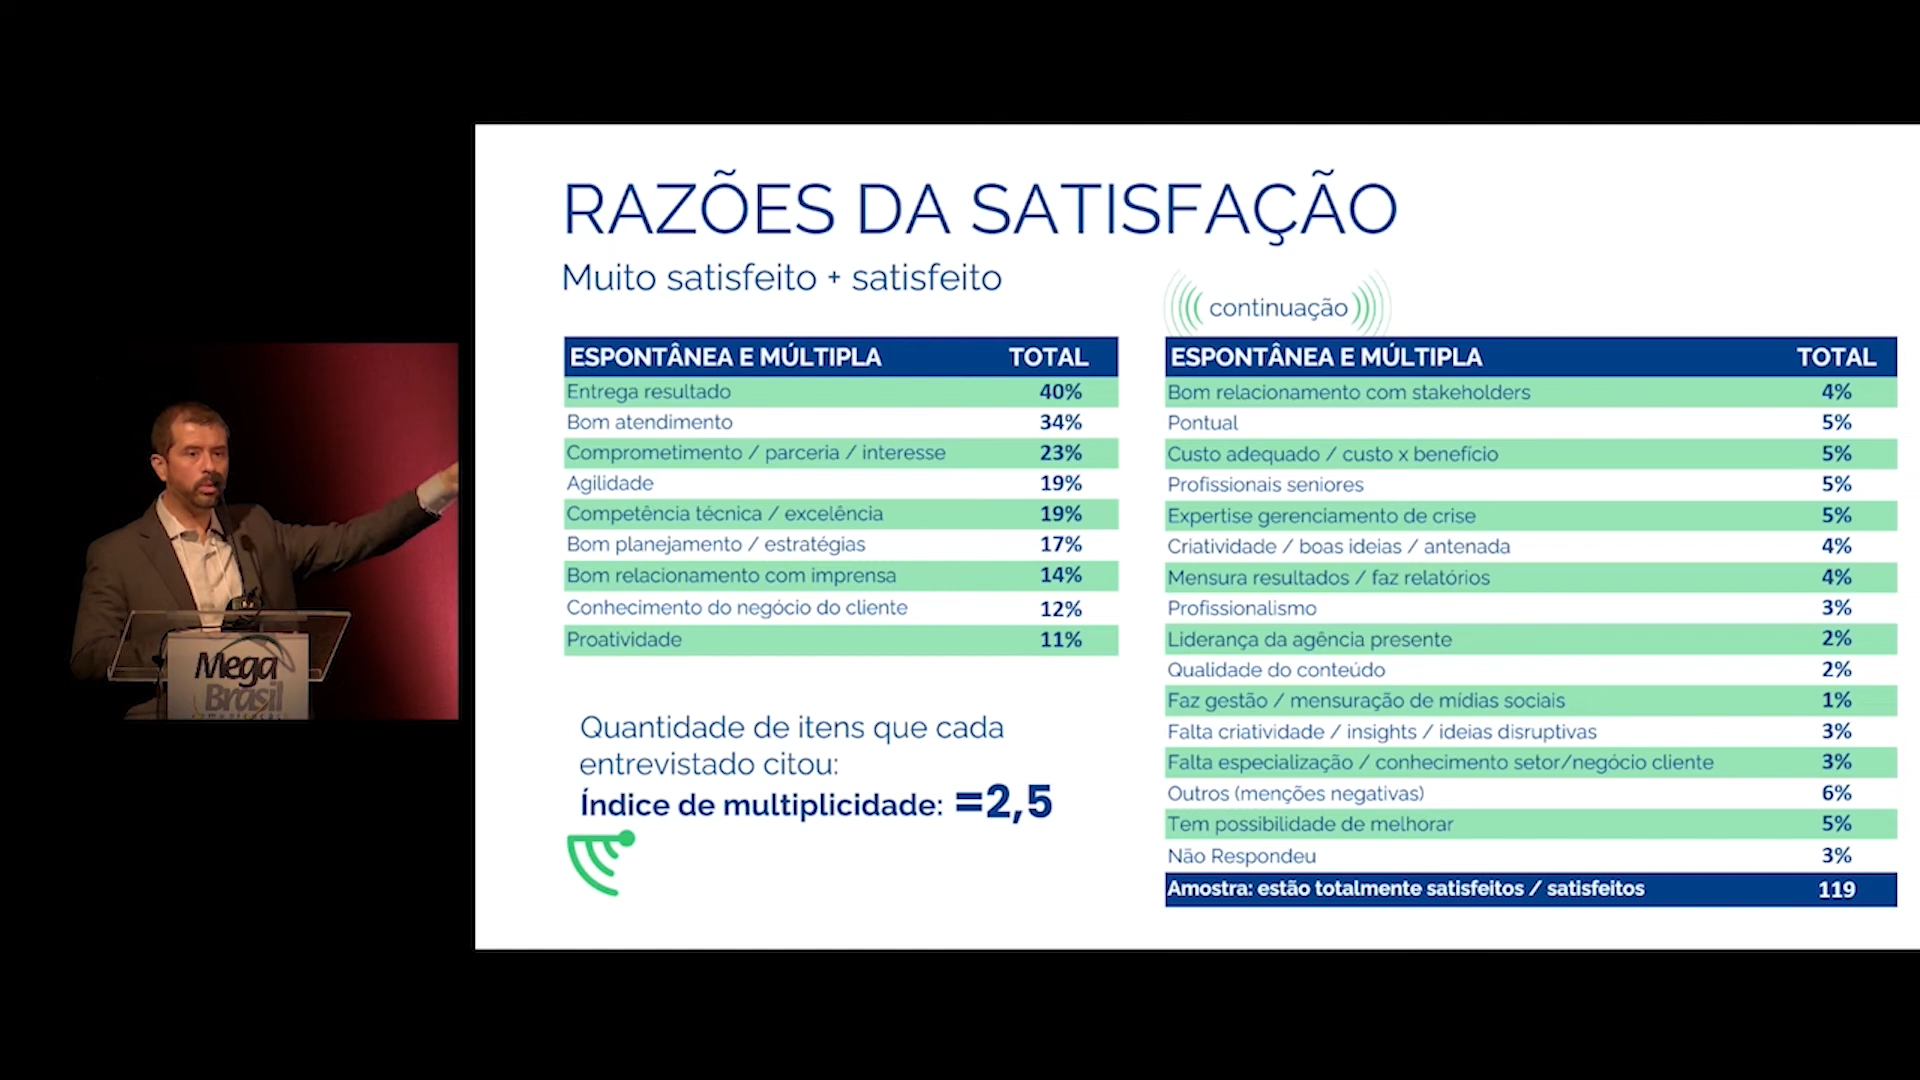 RAZÕES DA SATISFAÇÃO
Muito satisfeito + satisfeito
ESPONTÂNEA E MÚLTIPLA TOTAL
Entrega resultado 40%
Bom atendimento 34%
Comprometimento / parceria / interesse 23%
Agilidade 19%
Competência técnica / excelência 19%
Bom planejamento / estratégias 17%
Bom relacionamento com imprensa 14%
Conhecimento do negócio do cliente 12%
Proatividade 11%
Quantidade de itens que cada
entrevistado citou:
Índice de multiplicidade: =2,5
continuação
ESPONTÂNEA E MÚLTIPLA TOTAL
Bom relacionamento com stakeholders 4%
Pontual 5%
Custo adequado / custo x benefício 5%
Profissionais seniores 5%
Expertise gerenciamento de crise 5%
Criatividade / boas ideias / antenada 4%
Mensura resultados / faz relatórios 4%
Profissionalismo 3%
Liderança da agência presente 2%
Qualidade do conteúdo 2%
Faz gestão / mensuração de mídias sociais 1%
Falta criatividade / insights / ideias disruptivas 3%
Falta especialização / conhecimento setor/negócio cliente 3%
Outros (menções negativas) 6%
Tem possibilidade de melhorar 5%
Não Respondeu 3%
Amostra: estão totalmente satisfeitos / satisfeitos 119
Mega
Brasil